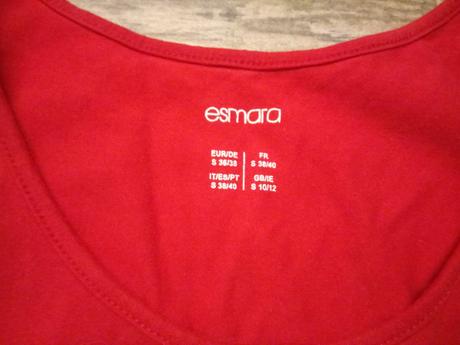 esmara
EUR/DE
S 36/38
FR
S 38/40
IT/ES/PT
S 38/40
GB/IE
S 10/12